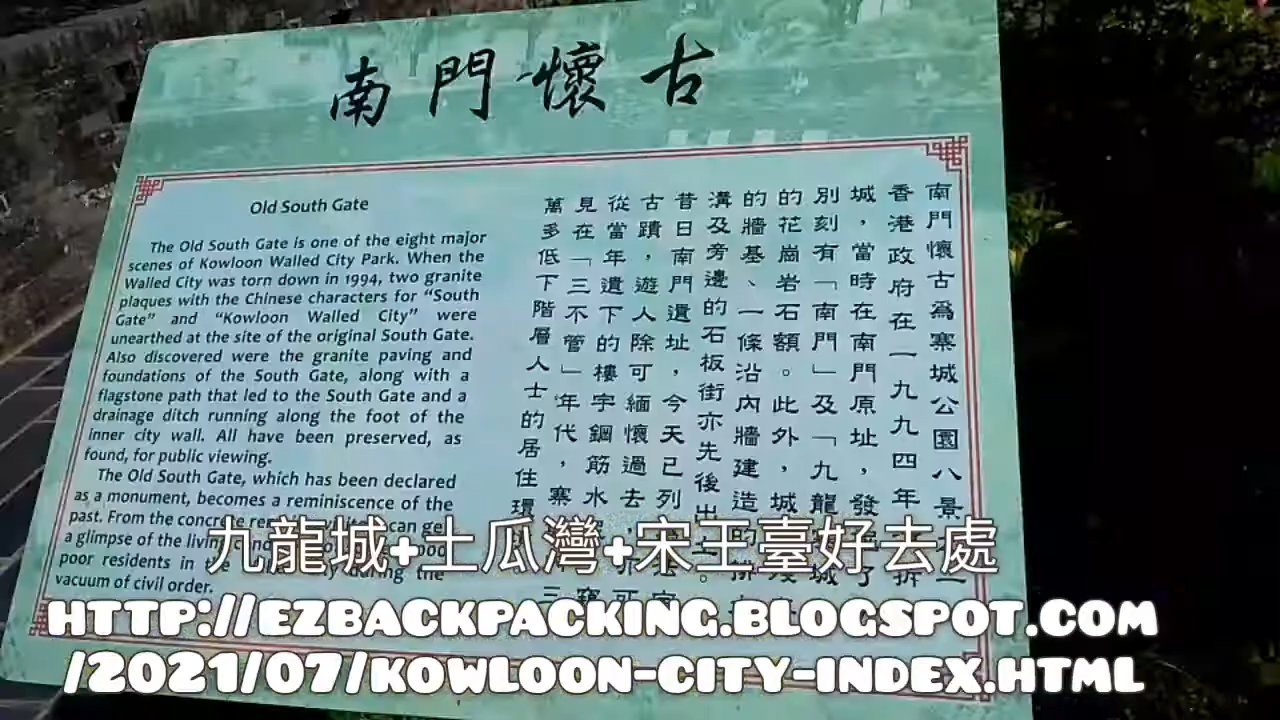 南門懷古
Old South Gate
The Old South Gate is one of the eight major
scenes of Kowloon Walled City Park. When the
Walled City was torn down in 1994, two granite
plaques with the Chinese characters for "South
Gate" and "Kowloon Walled City" were
unearthed at the site of the original South Gate.
Also discovered were the granite paving and
foundations of the South Gate, along with a
flagstone path that led to the South Gate and a
drainage ditch running along the foot of the
inner city wall. All have been preserved, as
found, for public viewing.
The Old South Gate, which has been declared
as a monument, becomes a reminiscence of the
past. From the concrete can get
a glimpse of the
poor residents in the during the
vacuum of civil order.
南門懷古爲寨城公園八景
香港政府在一九九四年拆
城,當時在南門原址,發了
別刻有「南門」及「九龍城
的花崗岩石額。此外,城
的牆基、一條沿內牆建造的排
溝及旁邊的石板街亦先後出。
昔日南門遺址,今天已列
古蹟,遊人除可緬懷過去
從當年遺下的樓宇鋼筋水
見在「三不管」年代,寨
萬多低下階層人士的居住環
九龍城+土瓜灣+宋王臺好去處
HTTP://EZBACKPACKING.BLOGSPOT.COM
/2021/07/KOWLOON-CITY-INDEX.HTML